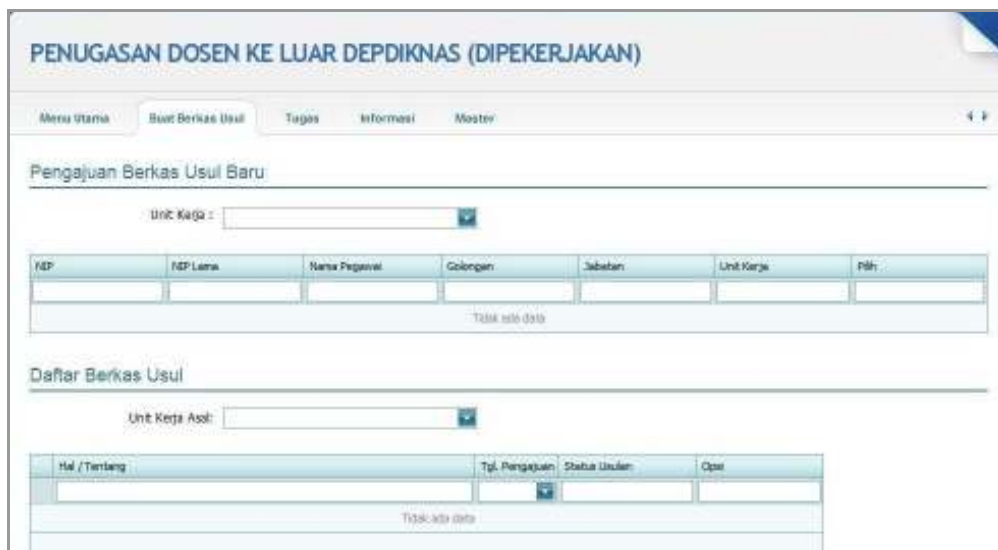 PENUGASAN DOSEN KE LUAR DEPDIKNAS (DIPEKERJAKAN)
Menu Utama Buat Berkas Usul Tugas Informasi Master
Pengajuan Berkas Usul Baru
Unit Kerja :
NIP NIP Lama Nama Pegawai Golongan Jabatan Unit Kerja Pilih
Tidak ada data
Daftar Berkas Usul
Unit Kerja Asal:
Hal / Tentang Tgl. Pengajuan Status Usulan Opsi
Tidak ada data